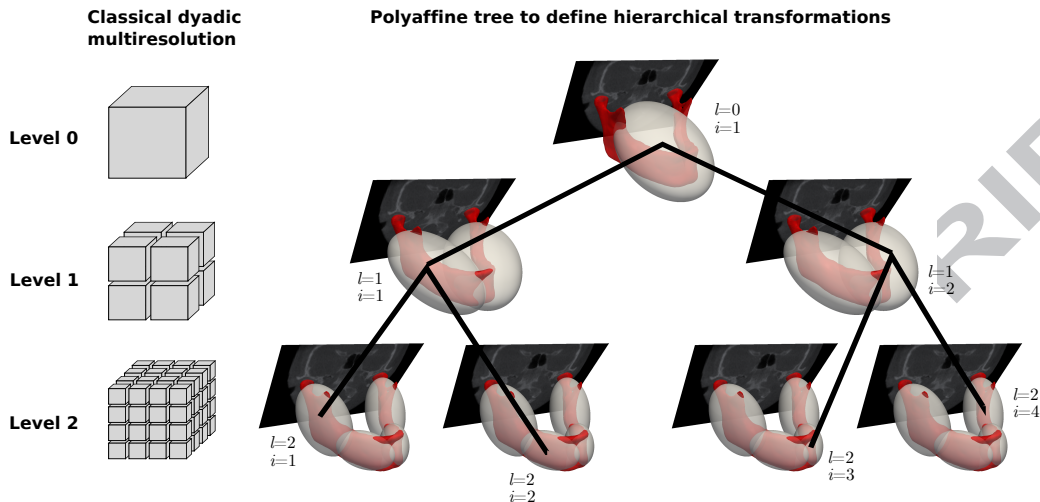 Classical dyadic
multiresolution
Polyaffine tree to define hierarchical transformations
Level 0
l=0
i=1
Level 1
l=1
i=1
l=1
i=2
Level 2
l=2
i=1
l=2
i=2
l=2
i=3
l=2
i=4